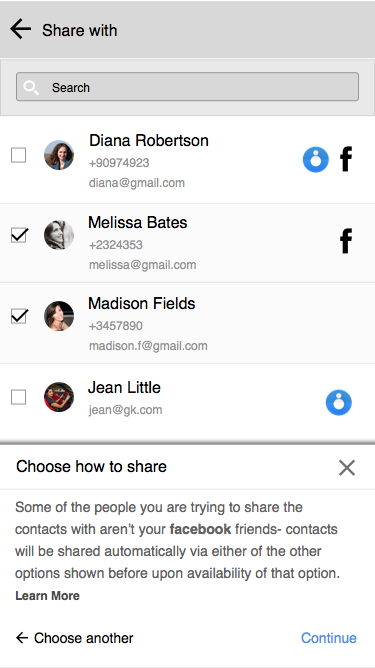 Share with
Search
Diana Robertson
+90974923
diana@gmail.com
Melissa Bates
+2324353
melissa@gmail.com
Madison Fields
+3457890
madison.f@gmail.com
Jean Little
jean@gk.com
Choose how to share
Some of the people you are trying to share the
contacts with aren’t your facebook friends- contacts
will be shared automatically via either of the other
options shown before upon availability of that option.
Learn More
Choose another
Continue